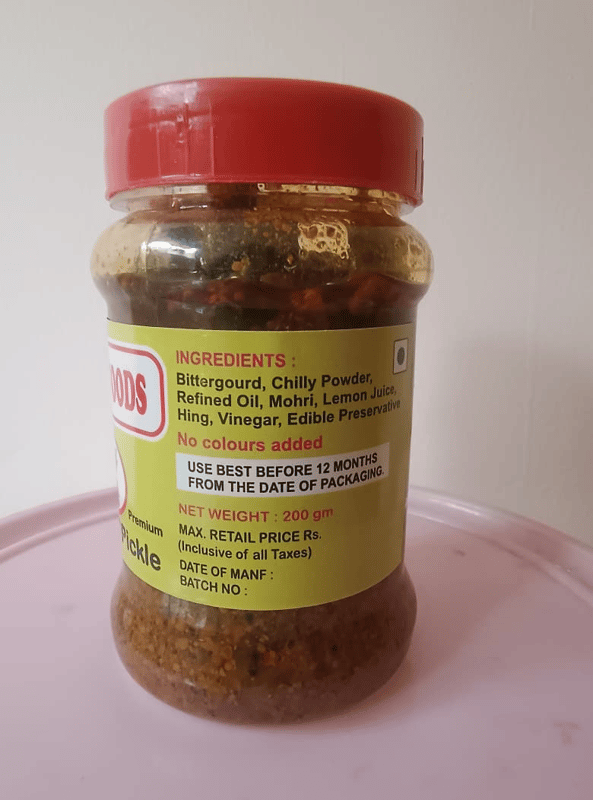 OODS
Premium
Pickle
INGREDIENTS :
Bittergourd, Chilly Powder,
Refined Oil, Mohri, Lemon Juice,
Hing, Vinegar, Edible Preservative
No colours added
USE BEST BEFORE 12 MONTHS
FROM THE DATE OF PACKAGING.
NET WEIGHT : 200 gm
MAX. RETAIL PRICE Rs.
(Inclusive of all Taxes)
DATE OF MANF :
BATCH NO :